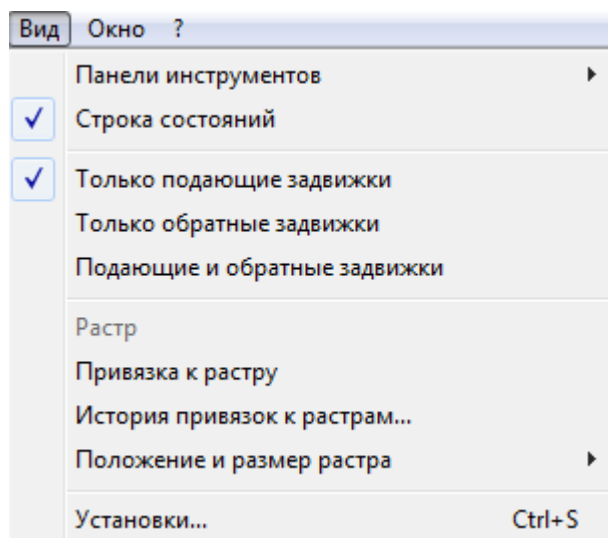 Вид Окно ?
Панели инструментов
Строка состояний
Только подающие задвижки
Только обратные задвижки
Подающие и обратные задвижки
Растр
Привязка к растру
История привязок к растрам...
Положение и размер растра
Установки... Ctrl+S